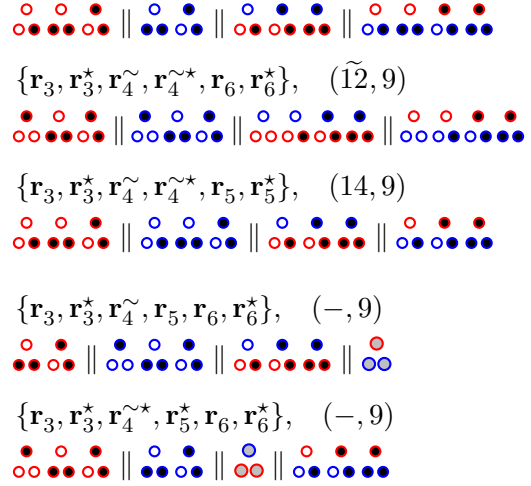 ∥ ∥ ∥
{r₃, r₃⋆, r₄∼, r₄∼⋆, r₆, r₆⋆}, (1͠2, 9)
∥ ∥ ∥
{r₃, r₃⋆, r₄∼, r₄∼⋆, r₅, r₅⋆}, (14, 9)
∥ ∥ ∥
{r₃, r₃⋆, r₄∼, r₅, r₆, r₆⋆}, (−, 9)
∥ ∥ ∥
{r₃, r₃⋆, r₄∼⋆, r₅⋆, r₆, r₆⋆}, (−, 9)
∥ ∥ ∥